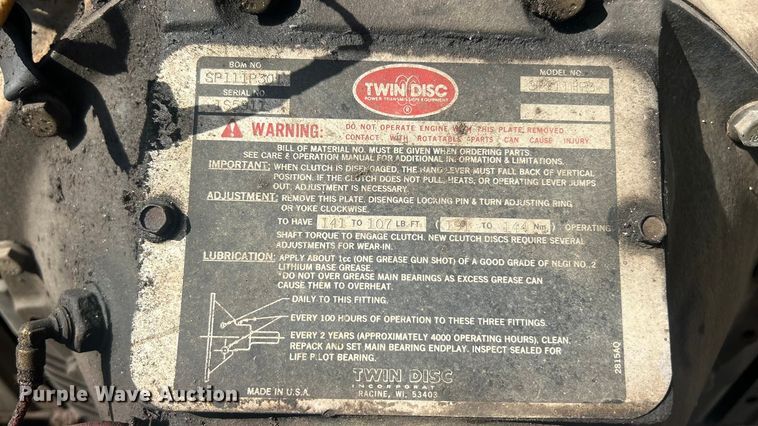 BOM NO
SERIAL NO
TWIN DISC
POWER TRANSMISSION EQUIPMENT
®
MODEL NO
WARNING: DO NOT OPERATE ENGINE WITH THIS PLATE REMOVED
CONTACT WITH ROTATABLE PARTS CAN CAUSE INJURY
BILL OF MATERIAL NO. MUST BE GIVEN WHEN ORDERING PARTS.
SEE CARE & OPERATION MANUAL FOR ADDITIONAL INFORMATION & LIMITATIONS.
IMPORTANT: WHEN CLUTCH IS DISENGAGED, THE HAND LEVER MUST FALL BACK OF VERTICAL
POSITION. IF THE CLUTCH DOES NOT PULL, HEATS, OR OPERATING LEVER JUMPS
OUT, ADJUSTMENT IS NECESSARY.
ADJUSTMENT: REMOVE THIS PLATE. DISENGAGE LOCKING PIN & TURN ADJUSTING RING
OR YOKE CLOCKWISE.
TO HAVE 141 TO 107 LB. FT. ( TO 144 Nm) OPERATING
SHAFT TORQUE TO ENGAGE CLUTCH. NEW CLUTCH DISCS REQUIRE SEVERAL
ADJUSTMENTS FOR WEAR-IN.
LUBRICATION: APPLY ABOUT 1cc (ONE GREASE GUN SHOT) OF A GOOD GRADE OF NLGI NO. 2
LITHIUM BASE GREASE.
*DO NOT OVER GREASE MAIN BEARINGS AS EXCESS GREASE CAN
CAUSE THEM TO OVERHEAT.
DAILY TO THIS FITTING.
EVERY 100 HOURS OF OPERATION TO THESE THREE FITTINGS.
EVERY 2 YEARS (APPROXIMATELY 4000 OPERATING HOURS), CLEAN,
REPACK AND SET MAIN BEARING ENDPLAY. INSPECT SEALED FOR
LIFE PILOT BEARING.
2815AQ
TWIN DISC
MADE IN U.S.A.
RACINE, WI. 53403
Purple Wave Auction